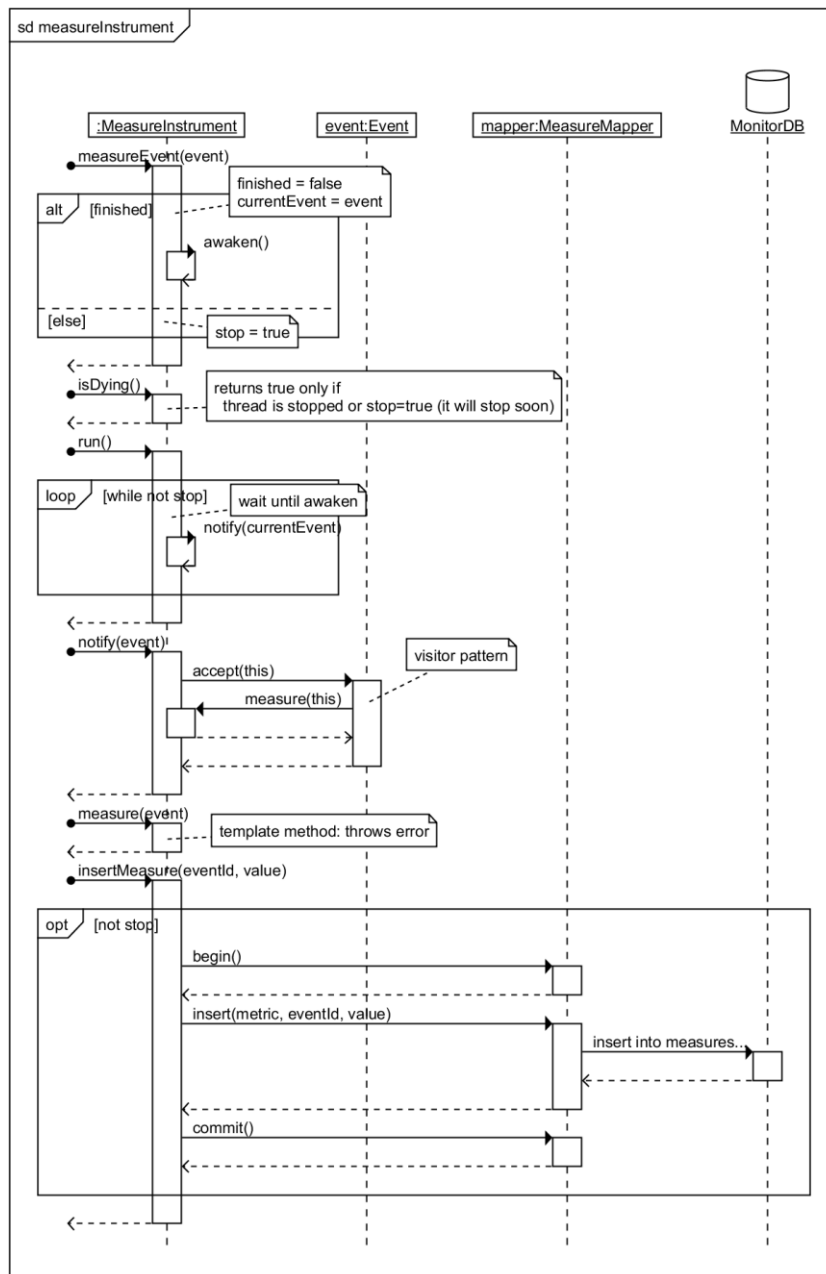 sd measureInstrument
:MeasureInstrument
event:Event
mapper:MeasureMapper
MonitorDB
measureEvent(event)
finished = false
currentEvent = event
alt
[finished]
awaken()
[else]
stop = true
isDying()
returns true only if
thread is stopped or stop=true (it will stop soon)
run()
loop
[while not stop]
wait until awaken
notify(currentEvent)
notify(event)
visitor pattern
accept(this)
measure(this)
measure(event)
template method: throws error
insertMeasure(eventId, value)
opt
[not stop]
begin()
insert(metric, eventId, value)
insert into measures...
commit()